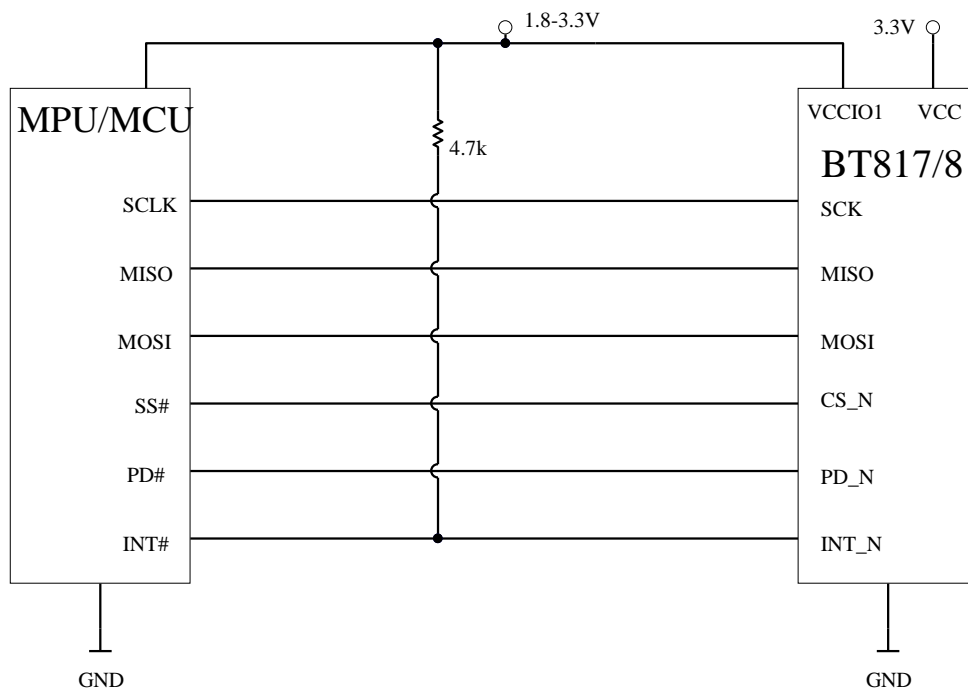 1.8-3.3V
3.3V
MPU/MCU
VCCIO1 VCC
4.7k
BT817/8
SCLK
SCK
MISO
MISO
MOSI
MOSI
SS#
CS_N
PD#
PD_N
INT#
INT_N
GND
GND